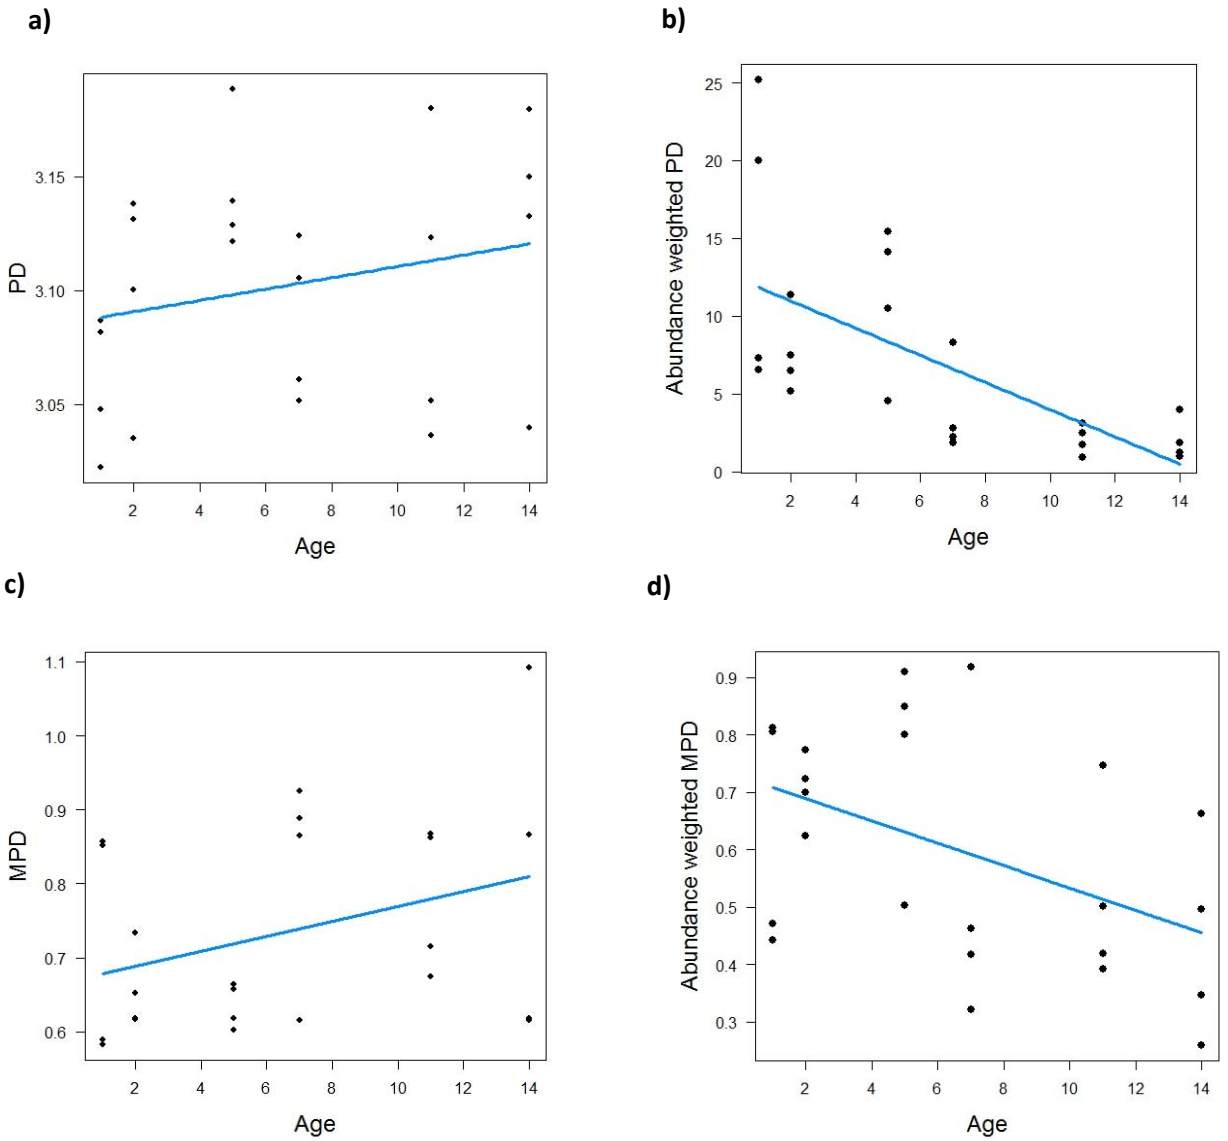 a)
PD
3.15
3.10
3.05
2 4 6 8 10 12 14
Age
b)
Abundance weighted PD
25
20
15
10
5
0
2 4 6 8 10 12 14
Age
c)
MPD
1.1
1.0
0.9
0.8
0.7
0.6
2 4 6 8 10 12 14
Age
d)
Abundance weighted MPD
0.9
0.8
0.7
0.6
0.5
0.4
0.3
2 4 6 8 10 12 14
Age